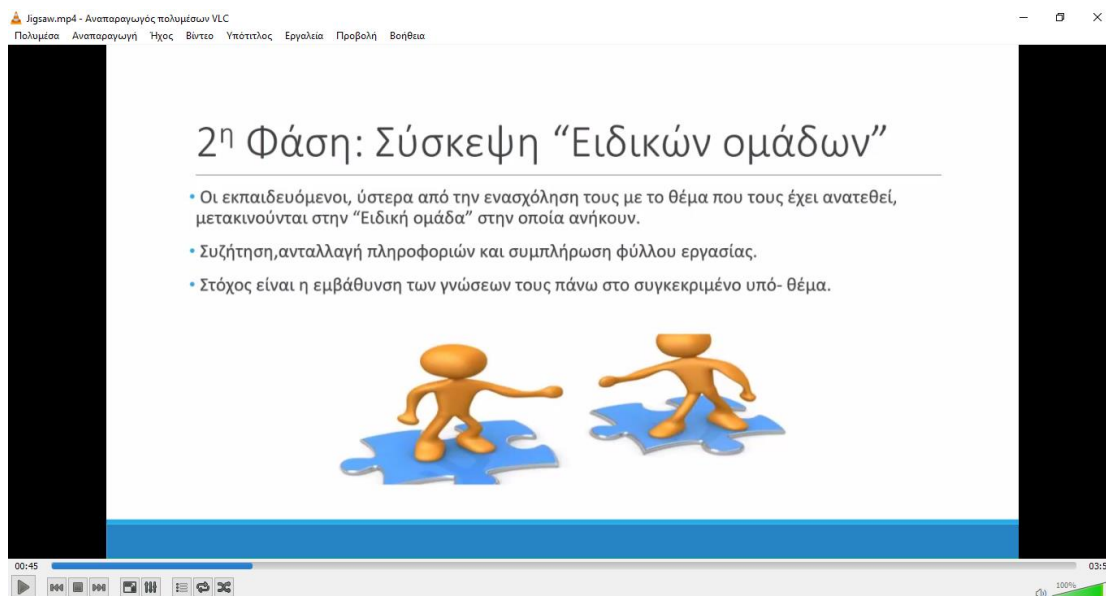 Jigsaw.mp4 - Αναπαραγωγός πολυμέσων VLC
Πολυμέσα Αναπαραγωγή Ήχος Βίντεο Υπότιτλος Εργαλεία Προβολή Βοήθεια
2η Φάση: Σύσκεψη “Ειδικών ομάδων”
• Οι εκπαιδευόμενοι, ύστερα από την ενασχόληση τους με το θέμα που τους έχει ανατεθεί,
μετακινούνται στην “Ειδική ομάδα” στην οποία ανήκουν.
• Συζήτηση,ανταλλαγή πληροφοριών και συμπλήρωση φύλλου εργασίας.
• Στόχος είναι η εμβάθυνση των γνώσεων τους πάνω στο συγκεκριμένο υπό- θέμα.
00:45
100%